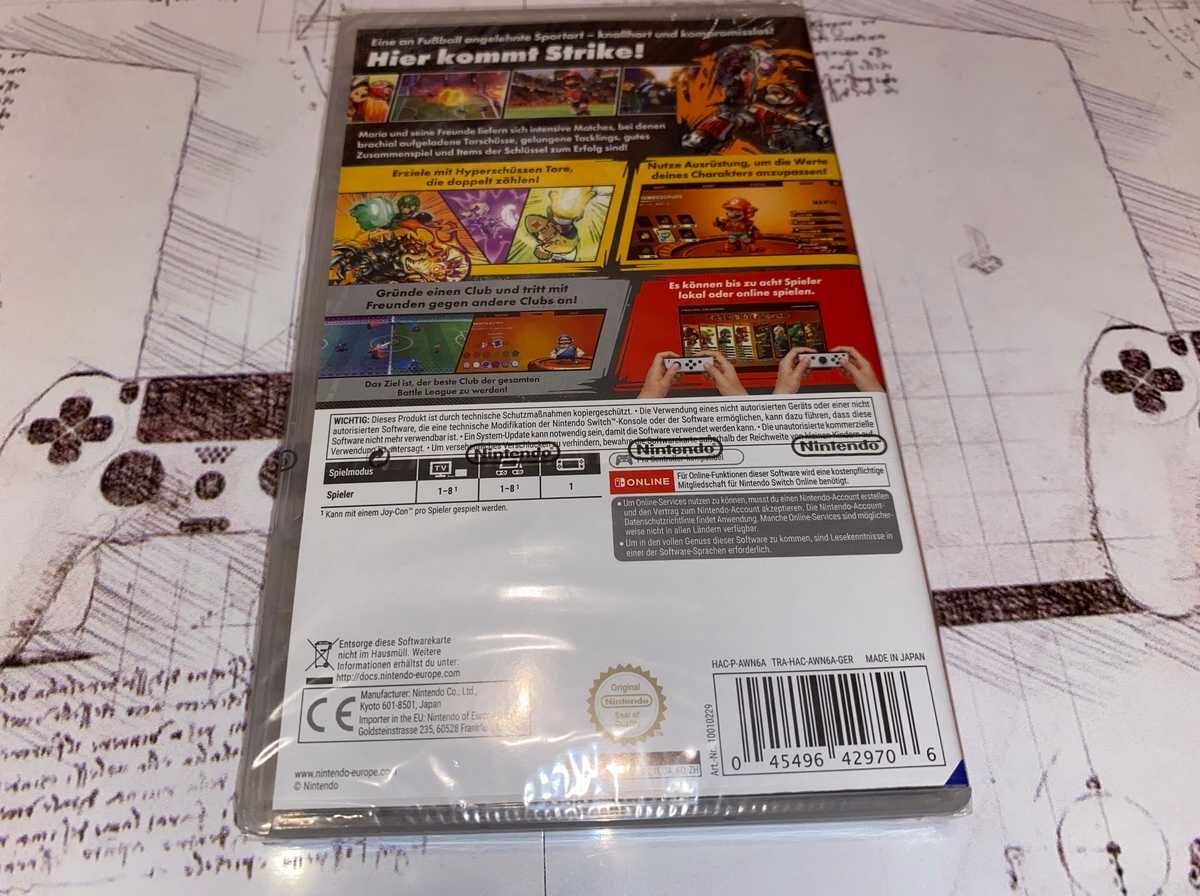 Eine an Fußball angelehnte Sportart – knallhart und kompromisslos!
Hier kommt Strike!
Mario und seine Freunde liefern sich intensive Matches, bei denen
brachial aufgeladene Torschüsse, gelungene Tacklings, gutes
Zusammenspiel und Items der Schlüssel zum Erfolg sind!
Erziele mit Hyperschüssen Tore,
die doppelt zählen!
Nutze Ausrüstung, um die Werte
deines Charakters anzupassen!
MARIO
Gründe einen Club und tritt mit
Freunden gegen andere Clubs an!
Das Ziel ist, der beste Club der gesamten
Battle League zu werden!
Es können bis zu acht Spieler
lokal oder online spielen.
WICHTIG: Dieses Produkt ist durch technische Schutzmaßnahmen kopiergeschützt. • Die Verwendung eines nicht autorisierten Geräts oder einer nicht
autorisierten Software, die eine technische Modifikation der Nintendo Switch™-Konsole oder der Software ermöglichen, kann dazu führen, dass diese
Software nicht mehr verwendbar ist. • Ein System-Update kann notwendig sein, damit die Software verwendet werden kann. • Die unautorisierte kommerzielle
Verwendung ist untersagt. • Um verhindern, bewahre außerhalb der Reichweite von
Nintendo
Nintendo
Nintendo
Spielmodus
TV
Spieler
1–8¹
1–8¹
1
¹ Kann mit einem Joy-Con™ pro Spieler gespielt werden.
ONLINE
Für Online-Funktionen dieser Software wird eine kostenpflichtige
Mitgliedschaft für Nintendo Switch Online benötigt.
• Um Online-Services nutzen zu können, musst du einen Nintendo-Account erstellen
und den Vertrag zum Nintendo-Account akzeptieren. Die Nintendo-Account-
Datenschutzrichtlinie findet Anwendung. Manche Online-Services sind möglicher-
weise nicht in allen Ländern verfügbar.
• Um in den vollen Genuss dieser Software zu kommen, sind Lesekenntnisse in
einer der Software-Sprachen erforderlich.
Entsorge diese Softwarekarte
nicht im Hausmüll. Weitere
Informationen erhältst du unter:
http://docs.nintendo-europe.com
CE
Manufacturer: Nintendo Co., Ltd.,
Kyoto 601-8501, Japan
Importer in the EU: Nintendo of
Goldsteinstrasse 235, 60528
www.nintendo-europe.com
© Nintendo
Original
Nintendo
Seal of
Quality
HAC-P-AWN6A TRA-HAC-AWN6A-GER MADE IN JAPAN
Art.-Nr. 10010229
0 45496 42970 6